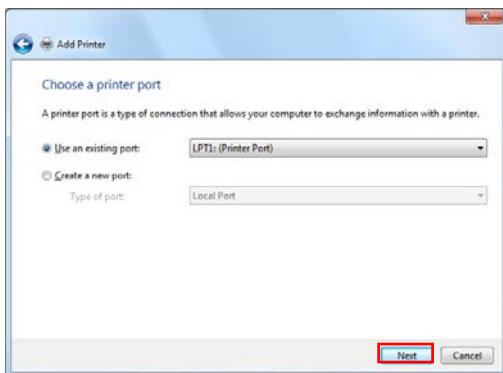 Add Printer
Choose a printer port
A printer port is a type of connection that allows your computer to exchange information with a printer.
Use an existing port: LPT1: (Printer Port)
Create a new port:
Type of port: Local Port
Next Cancel